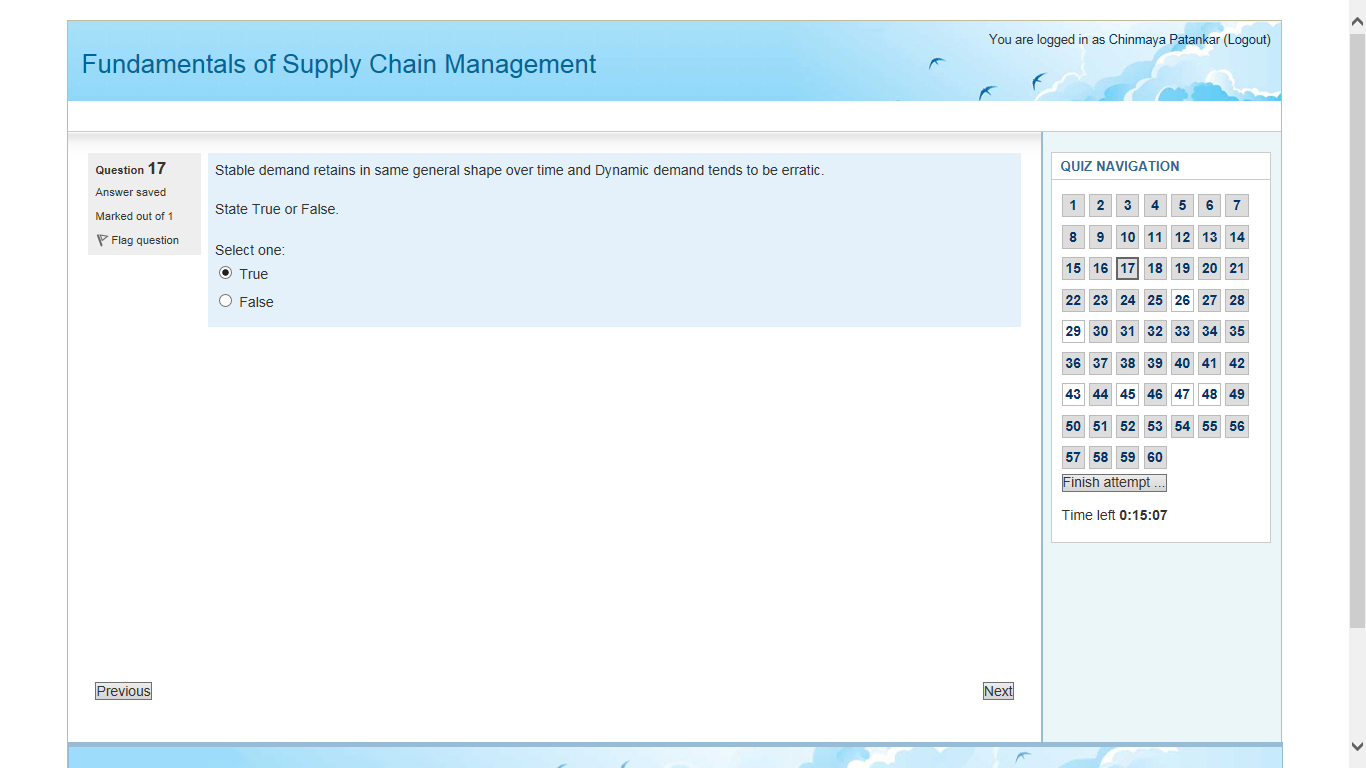 You are logged in as Chinmaya Patankar (Logout)
Fundamentals of Supply Chain Management
Question 17
Answer saved
Marked out of 1
Flag question
Stable demand retains in same general shape over time and Dynamic demand tends to be erratic.
State True or False.
Select one:
True
False
QUIZ NAVIGATION
1 2 3 4 5 6 7
8 9 10 11 12 13 14
15 16 17 18 19 20 21
22 23 24 25 26 27 28
29 30 31 32 33 34 35
36 37 38 39 40 41 42
43 44 45 46 47 48 49
50 51 52 53 54 55 56
57 58 59 60
Finish attempt ...
Time left 0:15:07
Previous
Next